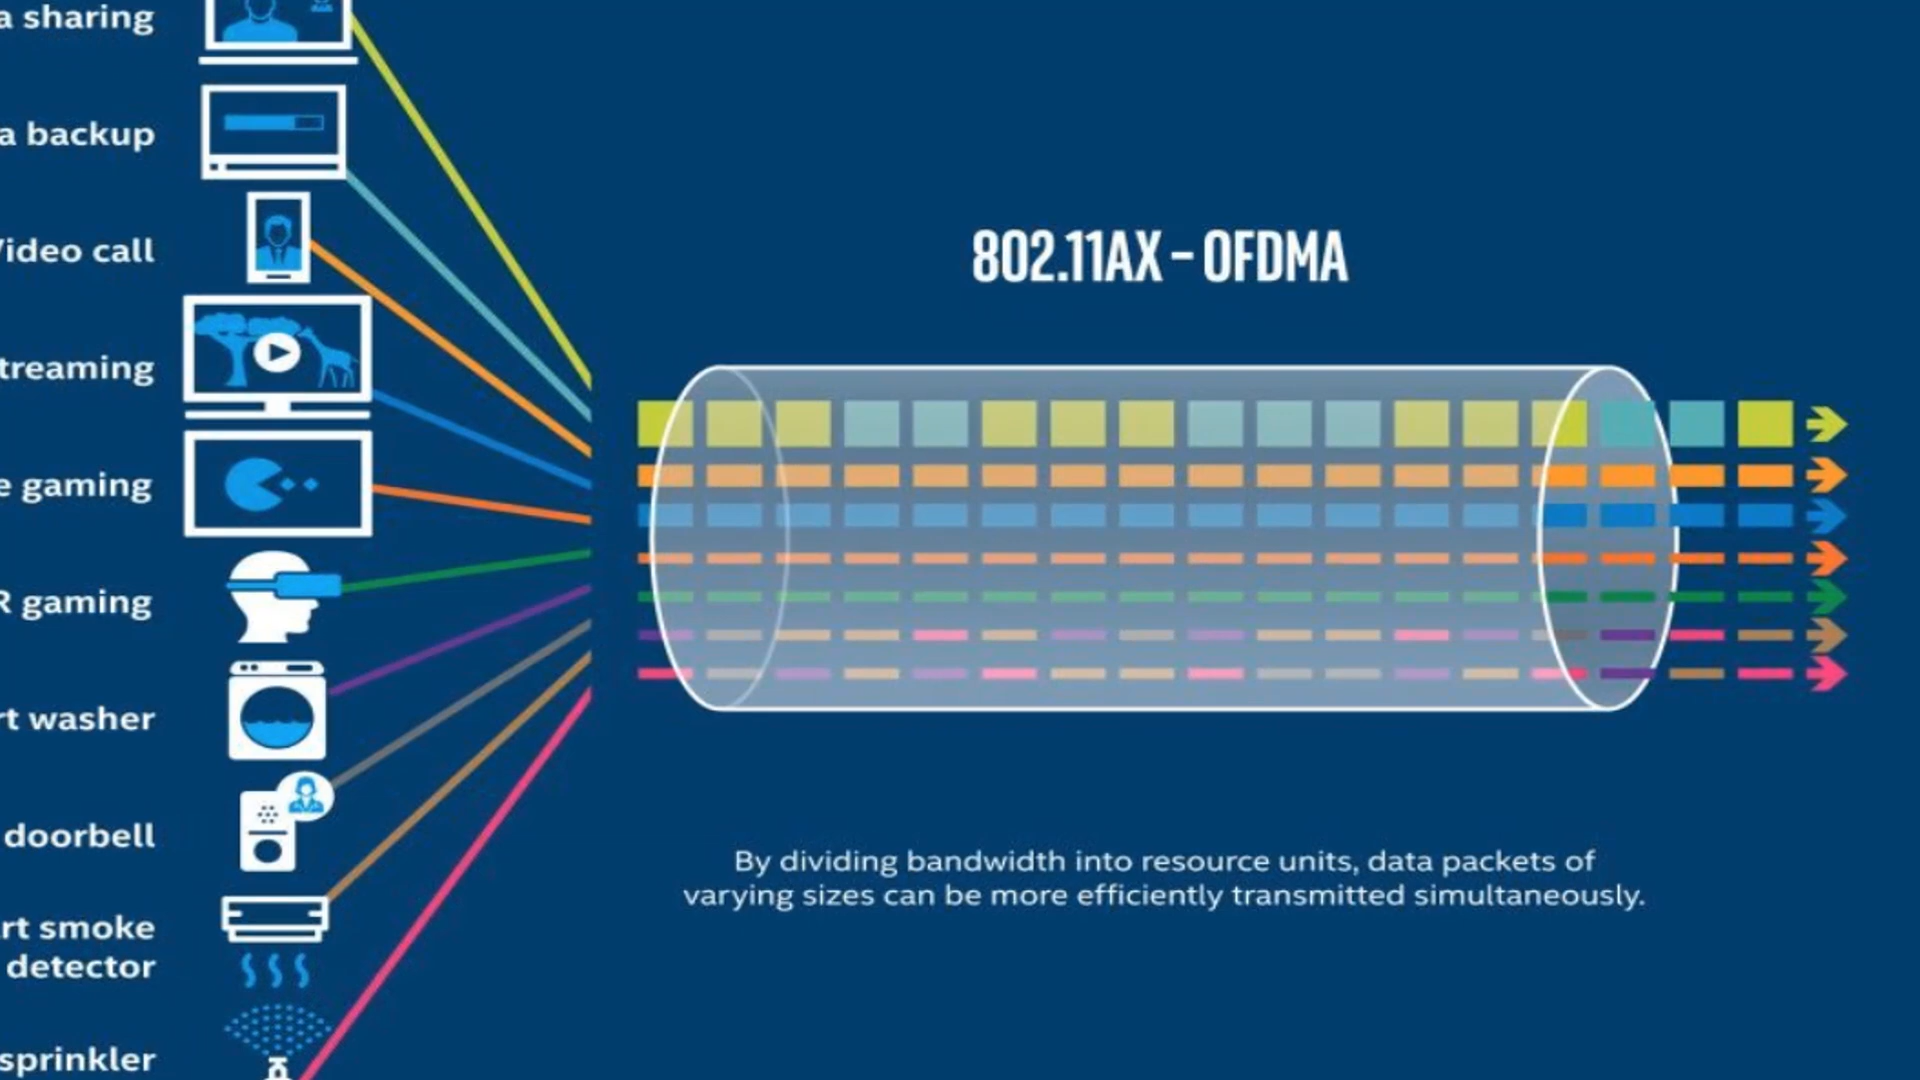 a sharing
a backup
Video call
treaming
e gaming
R gaming
rt washer
doorbell
rt smoke
detector
sprinkler
802.11AX – OFDMA
By dividing bandwidth into resource units, data packets of
varying sizes can be more efficiently transmitted simultaneously.